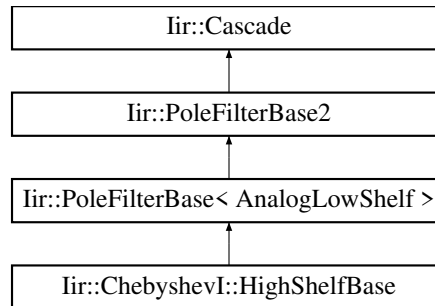 Iir::Cascade
Iir::PoleFilterBase2
Iir::PoleFilterBase< AnalogLowShelf >
Iir::ChebyshevI::HighShelfBase